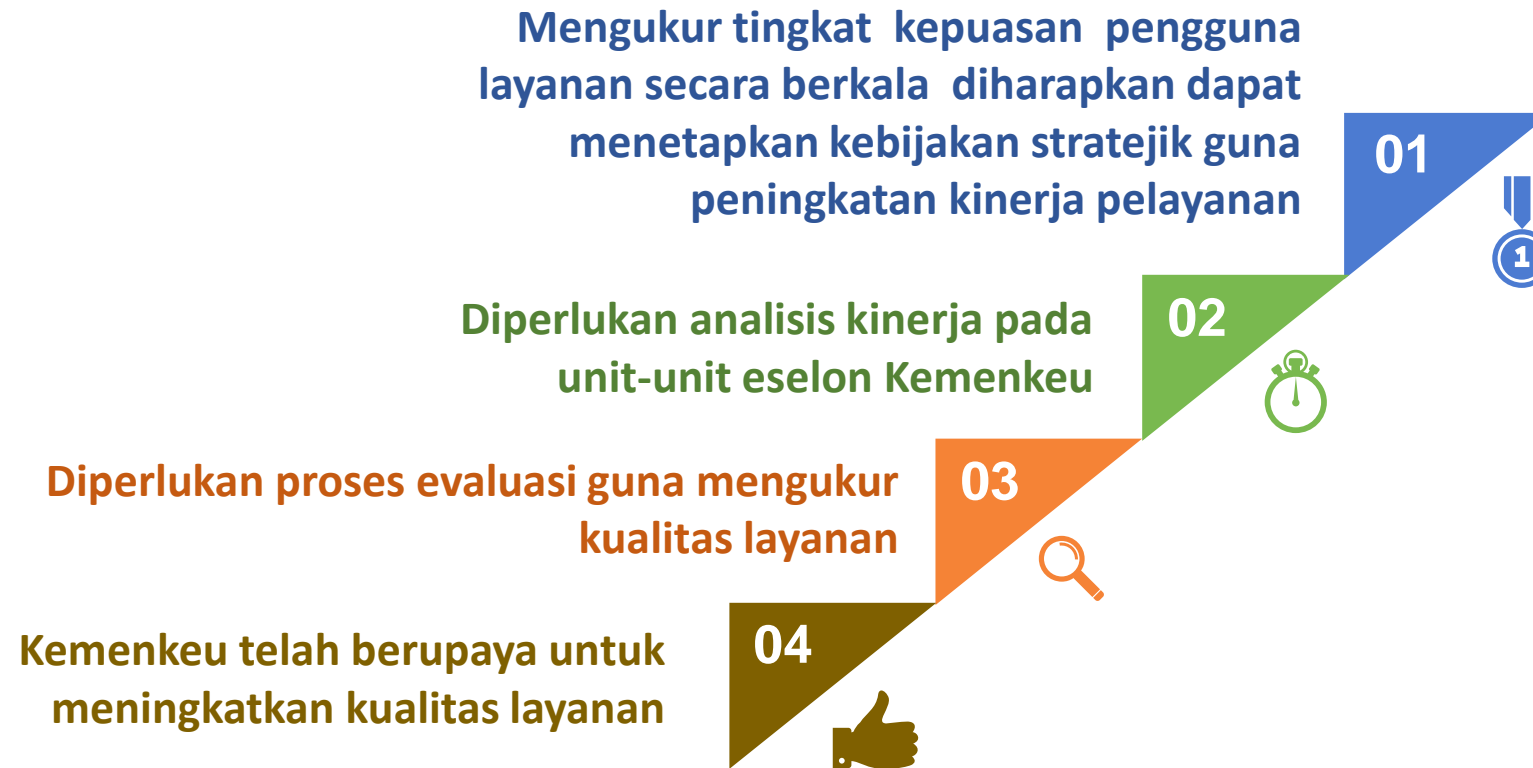 Mengukur tingkat kepuasan pengguna
layanan secara berkala diharapkan dapat
menetapkan kebijakan stratejik guna
peningkatan kinerja pelayanan
01
1
Diperlukan analisis kinerja pada
unit-unit eselon Kemenkeu
02
Diperlukan proses evaluasi guna mengukur
kualitas layanan
03
Kemenkeu telah berupaya untuk
meningkatkan kualitas layanan
04